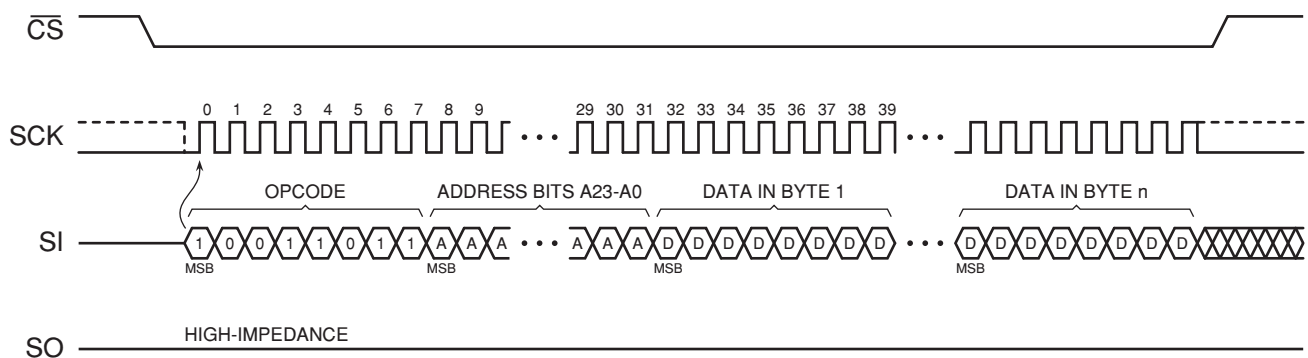 CS
0 1 2 3 4 5 6 7 8 9 29 30 31 32 33 34 35 36 37 38 39
SCK
OPCODE ADDRESS BITS A23-A0 DATA IN BYTE 1 DATA IN BYTE n
SI 1 0 0 1 1 0 1 1 A A A A A A D D D D D D D D D D D D D D D D
MSB MSB MSB MSB
HIGH-IMPEDANCE
SO